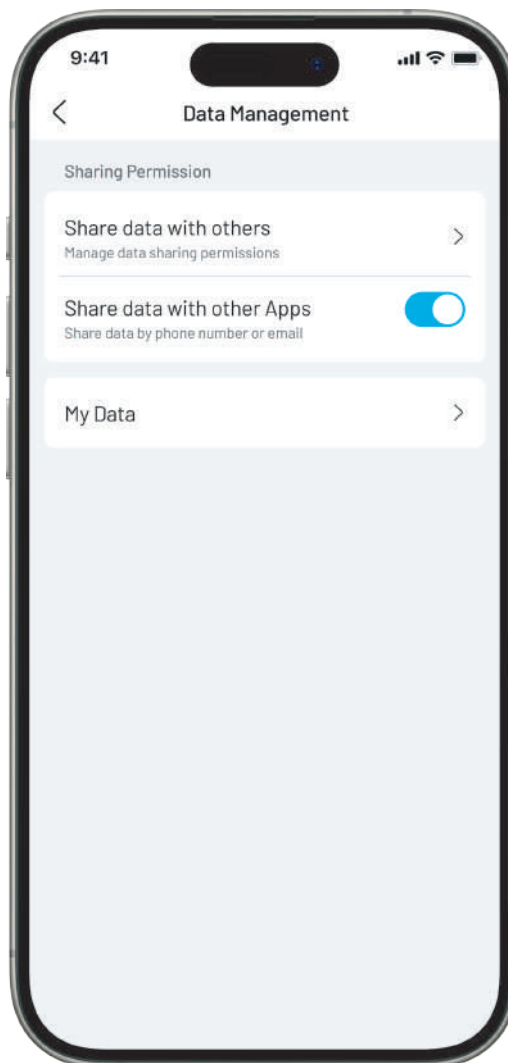 9:41
Data Management
Sharing Permission
Share data with others
Manage data sharing permissions
Share data with other Apps
Share data by phone number or email
My Data